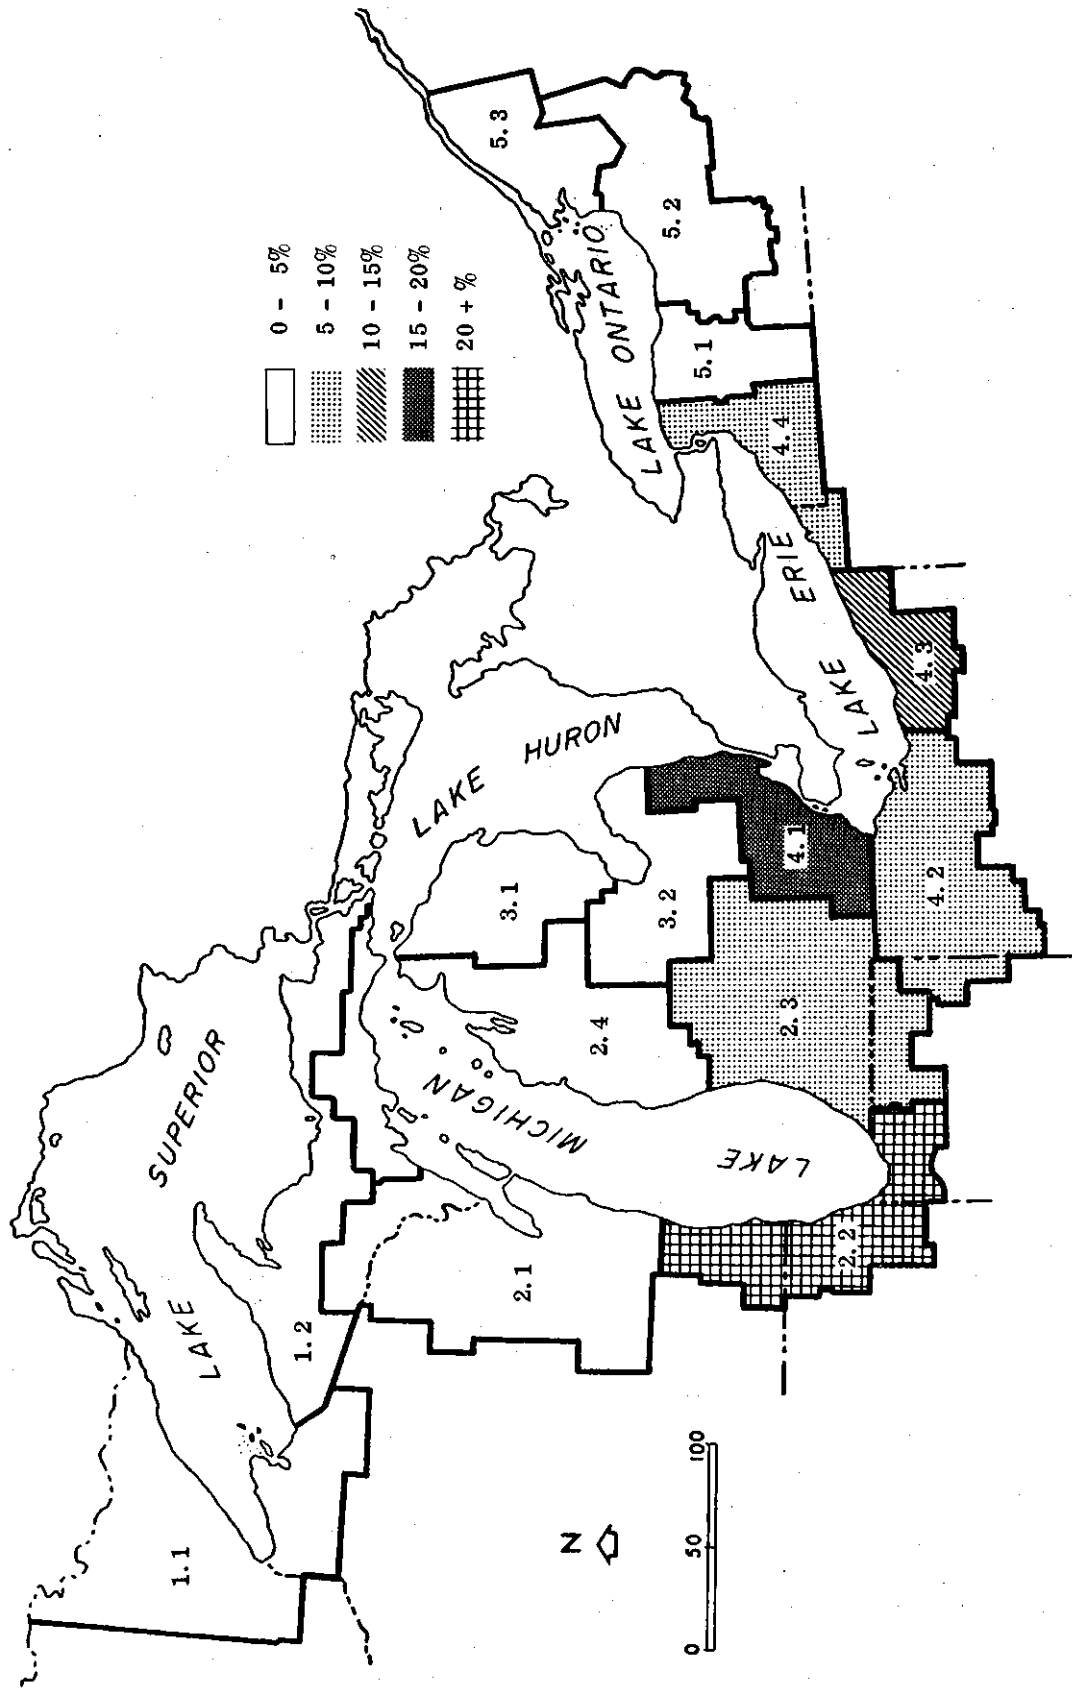 0 - 5%
5 - 10%
10 - 15%
15 - 20%
20 + %
LAKE SUPERIOR
LAKE MICHIGAN
LAKE HURON
LAKE ERIE
LAKE ONTARIO
1.1
1.2
2.1
2.2
2.3
2.4
3.1
3.2
4.1
4.2
4.3
4.4
5.1
5.2
5.3
N
0 50 100